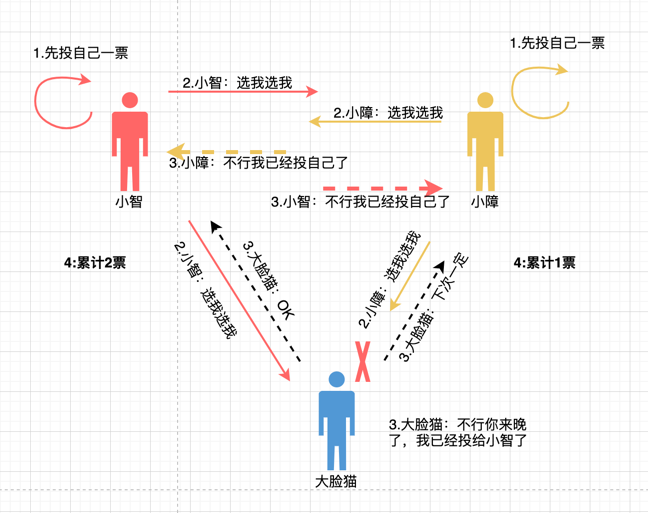 1.先投自己一票
1.先投自己一票
2.小智：选我选我
2.小障：选我选我
3.小障：不行我已经投自己了
3.小智：不行我已经投自己了
小智
小障
4:累计2票
4:累计1票
2.小智：选我选我
3.大脸猫：OK
2.小障：选我选我
3.大脸猫：下次一定
X
3.大脸猫：不行你来晚
了，我已经投给小智了
大脸猫